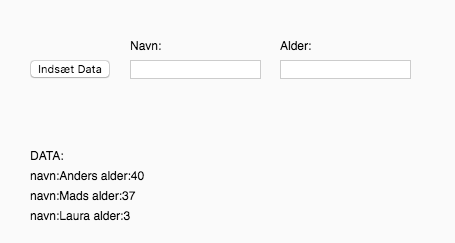 Navn: Alder:
Indsæt Data
DATA:
navn:Anders alder:40
navn:Mads alder:37
navn:Laura alder:3